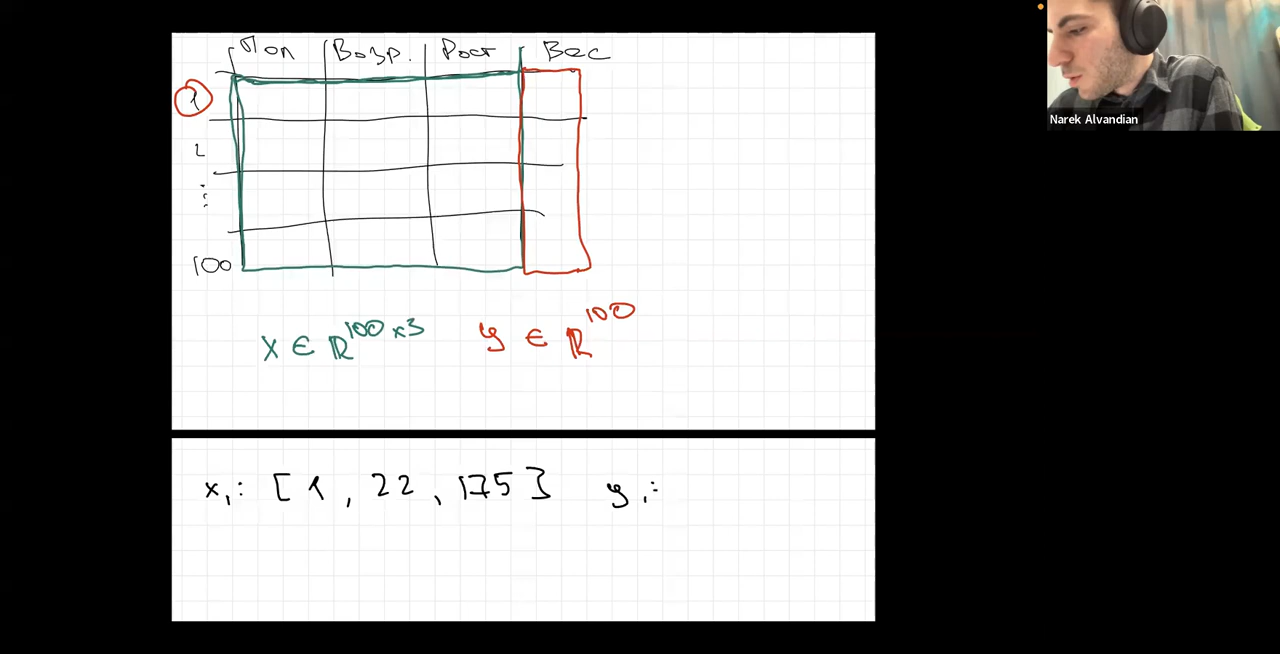 Пол Возр. Рост Вес
Narek Alvandian
1
2
⋮
100
x ∈ ℝ^100×3 y ∈ ℝ^100
x₁: [1, 22, 175] y₁: